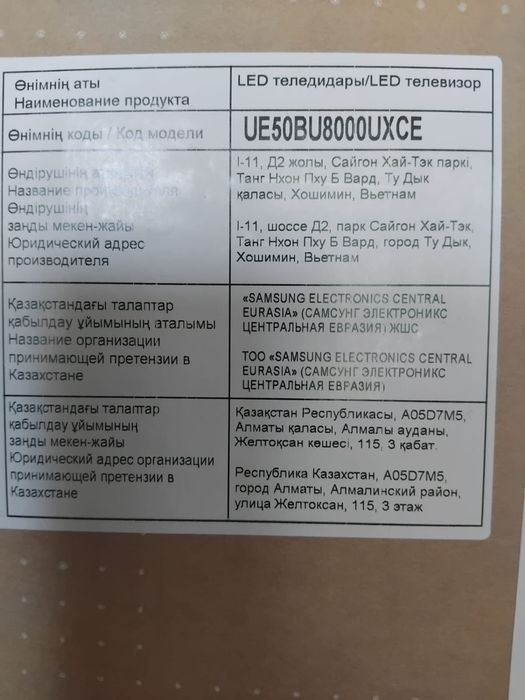 Өнімнің аты
Наименование продукта
LED теледидары/LED телевизор
Өнімнің коды / Код модели
UE50BU8000UXCE
Өндірушінің атауы
Название производителя
Өндірушінің
заңды мекен-жайы
Юридический адрес
производителя
I-11, Д2 жолы, Сайгон Хай-Тэк паркі,
Танг Нхон Пху Б Вард, Ту Дык
қаласы, Хошимин, Вьетнам
I-11, шоссе Д2, парк Сайгон Хай-Тэк,
Танг Нхон Пху Б Вард, город Ту Дык,
Хошимин, Вьетнам
Қазақстандағы талаптар
қабылдау ұйымының аталымы
Название организации
принимающей претензии в
Казахстане
«SAMSUNG ELECTRONICS CENTRAL
EURASIA» (САМСУНГ ЭЛЕКТРОНИКС
ЦЕНТРАЛЬНАЯ ЕВРАЗИЯ) ЖШС
ТОО «SAMSUNG ELECTRONICS CENTRAL
EURASIA» (САМСУНГ ЭЛЕКТРОНИКС
ЦЕНТРАЛЬНАЯ ЕВРАЗИЯ)
Қазақстандағы талаптар
қабылдау ұйымының
заңды мекен-жайы
Юридический адрес организации
принимающей претензии в
Казахстане
Қазақстан Республикасы, A05D7M5,
Алматы қаласы, Алмалы ауданы,
Желтоқсан көшесі, 115, 3 қабат.
Республика Казахстан, A05D7M5,
город Алматы, Алмалинский район,
улица Желтоксан, 115, 3 этаж